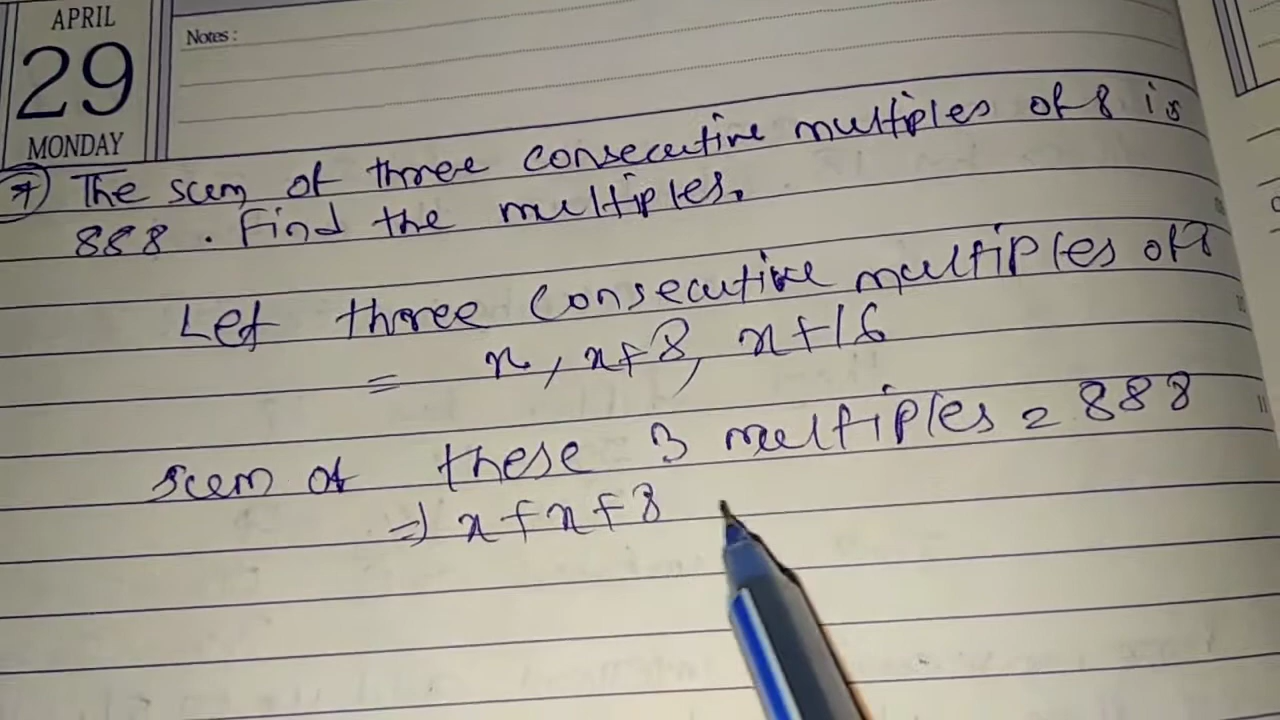 APRIL
29
MONDAY
Notes :
7) The sum of three consecutive multiples of 8 is
888. Find the multiples.
Let three consecutive multiples of 8
= x, x+8, x+16
sum of these 3 multiples = 888
⇒ x+x+8